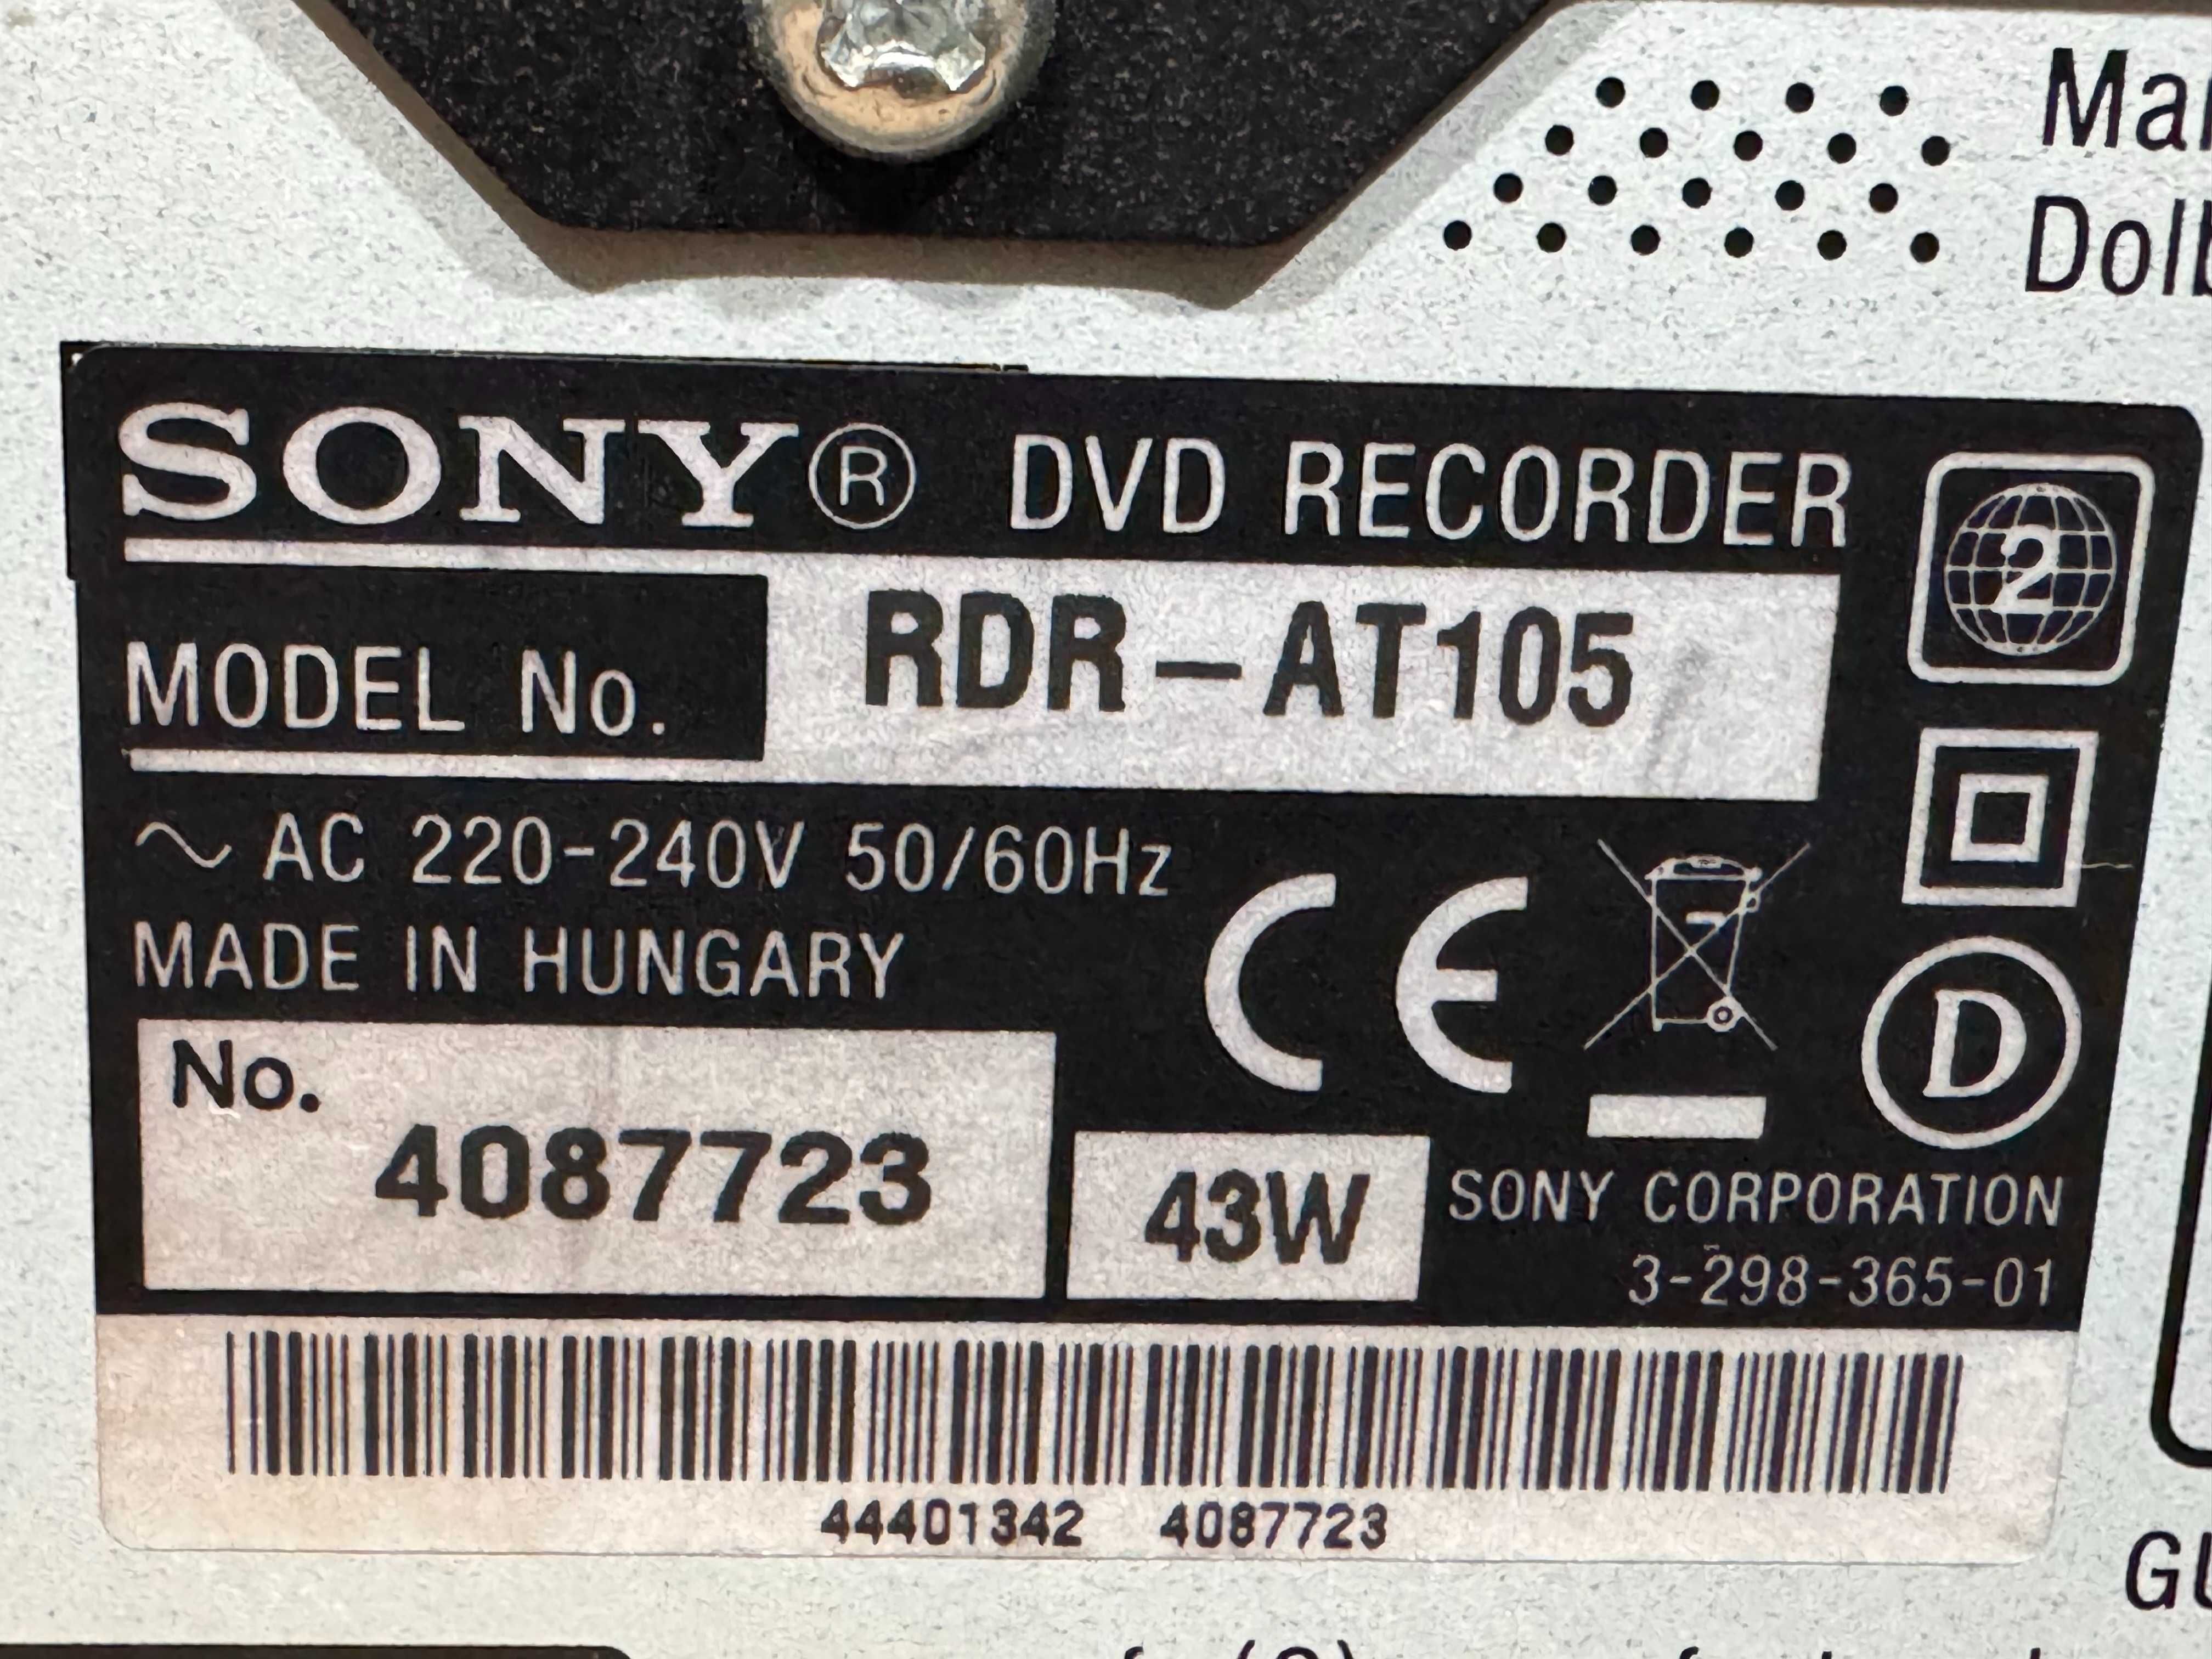 SONY® DVD RECORDER
2
MODEL No. RDR-AT105
~ AC 220-240V 50/60Hz
MADE IN HUNGARY
CE
D
No.
4087723
43W
SONY CORPORATION
3-298-365-01
44401342 4087723